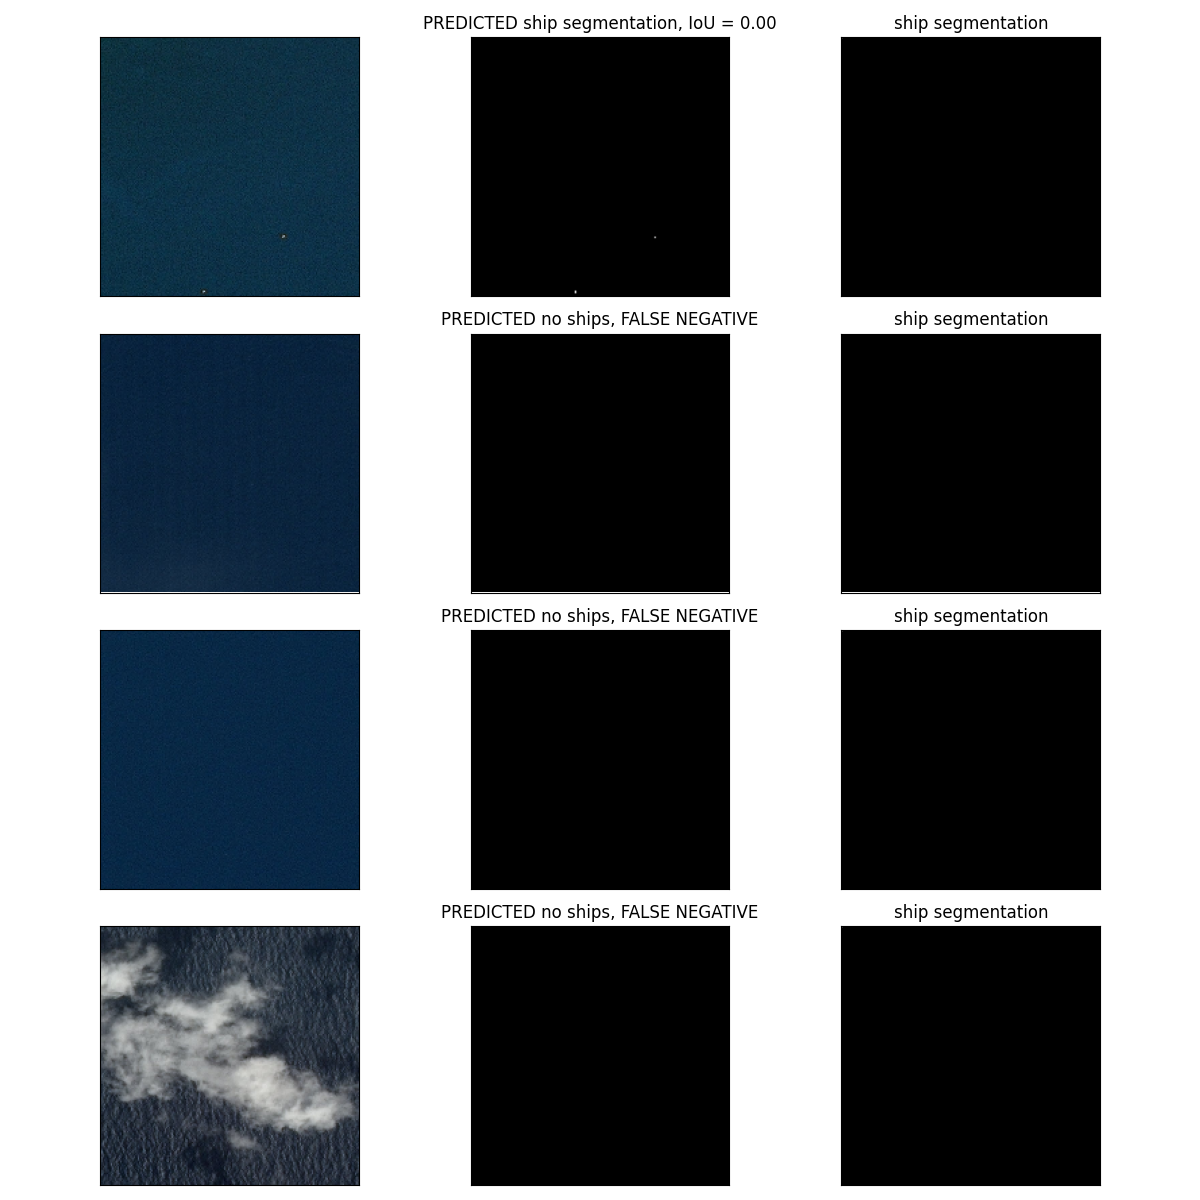 PREDICTED ship segmentation, IoU = 0.00
ship segmentation
PREDICTED no ships, FALSE NEGATIVE
ship segmentation
PREDICTED no ships, FALSE NEGATIVE
ship segmentation
PREDICTED no ships, FALSE NEGATIVE
ship segmentation